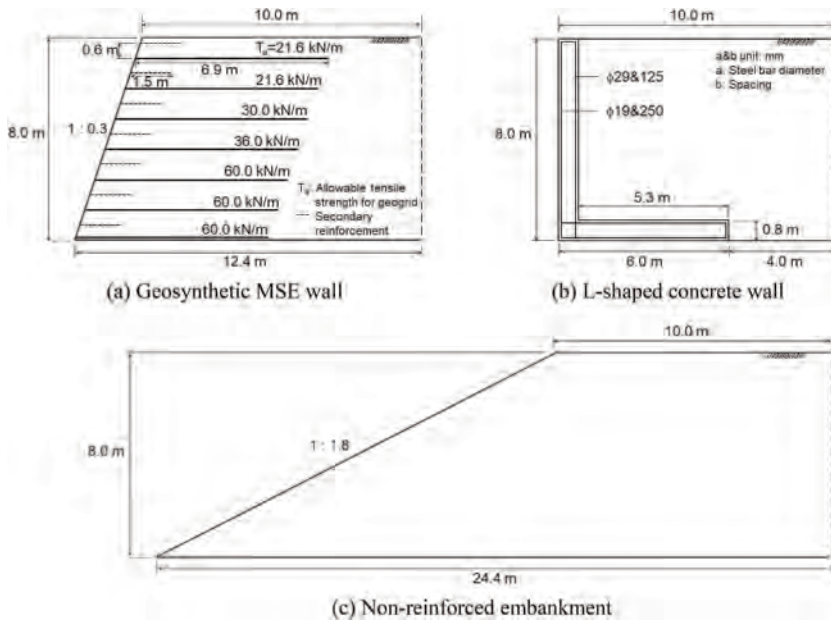 10.0 m
0.6 m
Ta=21.6 kN/m
6.9 m
1.5 m
21.6 kN/m
30.0 kN/m
8.0 m
1 : 0.3
36.0 kN/m
60.0 kN/m
Ta: Allowable tensile
strength for geogrid
60.0 kN/m
Secondary
reinforcement
60.0 kN/m
12.4 m
(a) Geosynthetic MSE wall
10.0 m
a&b unit: mm
a: Steel bar diameter
b: Spacing
ϕ29&125
ϕ19&250
8.0 m
5.3 m
0.8 m
6.0 m
4.0 m
(b) L-shaped concrete wall
10.0 m
8.0 m
1 : 1.8
24.4 m
(c) Non-reinforced embankment